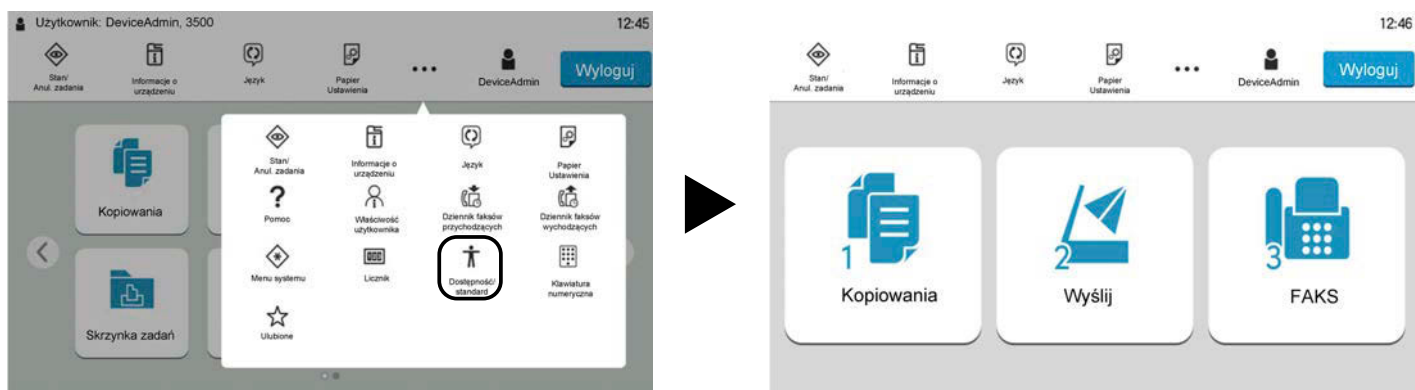 Użytkownik: DeviceAdmin, 3500
12:45
Stan/
Anul. zadania
Informacje o
urządzeniu
Język
Papier
Ustawienia
DeviceAdmin
Wyloguj
Kopiowania
Skrzynka zadań
Stan/
Anul. zadania
Informacje o
urządzeniu
Język
Papier
Ustawienia
Pomoc
Właściwość
użytkownika
Dziennik faksów
przychodzących
Dziennik faksów
wychodzących
Menu systemu
Licznik
Dostępność/
standard
Klawiatura
numeryczna
Ulubione
12:46
Stan/
Anul. zadania
Informacje o
urządzeniu
Język
Papier
Ustawienia
DeviceAdmin
Wyloguj
1
Kopiowania
2
Wyślij
3
FAKS